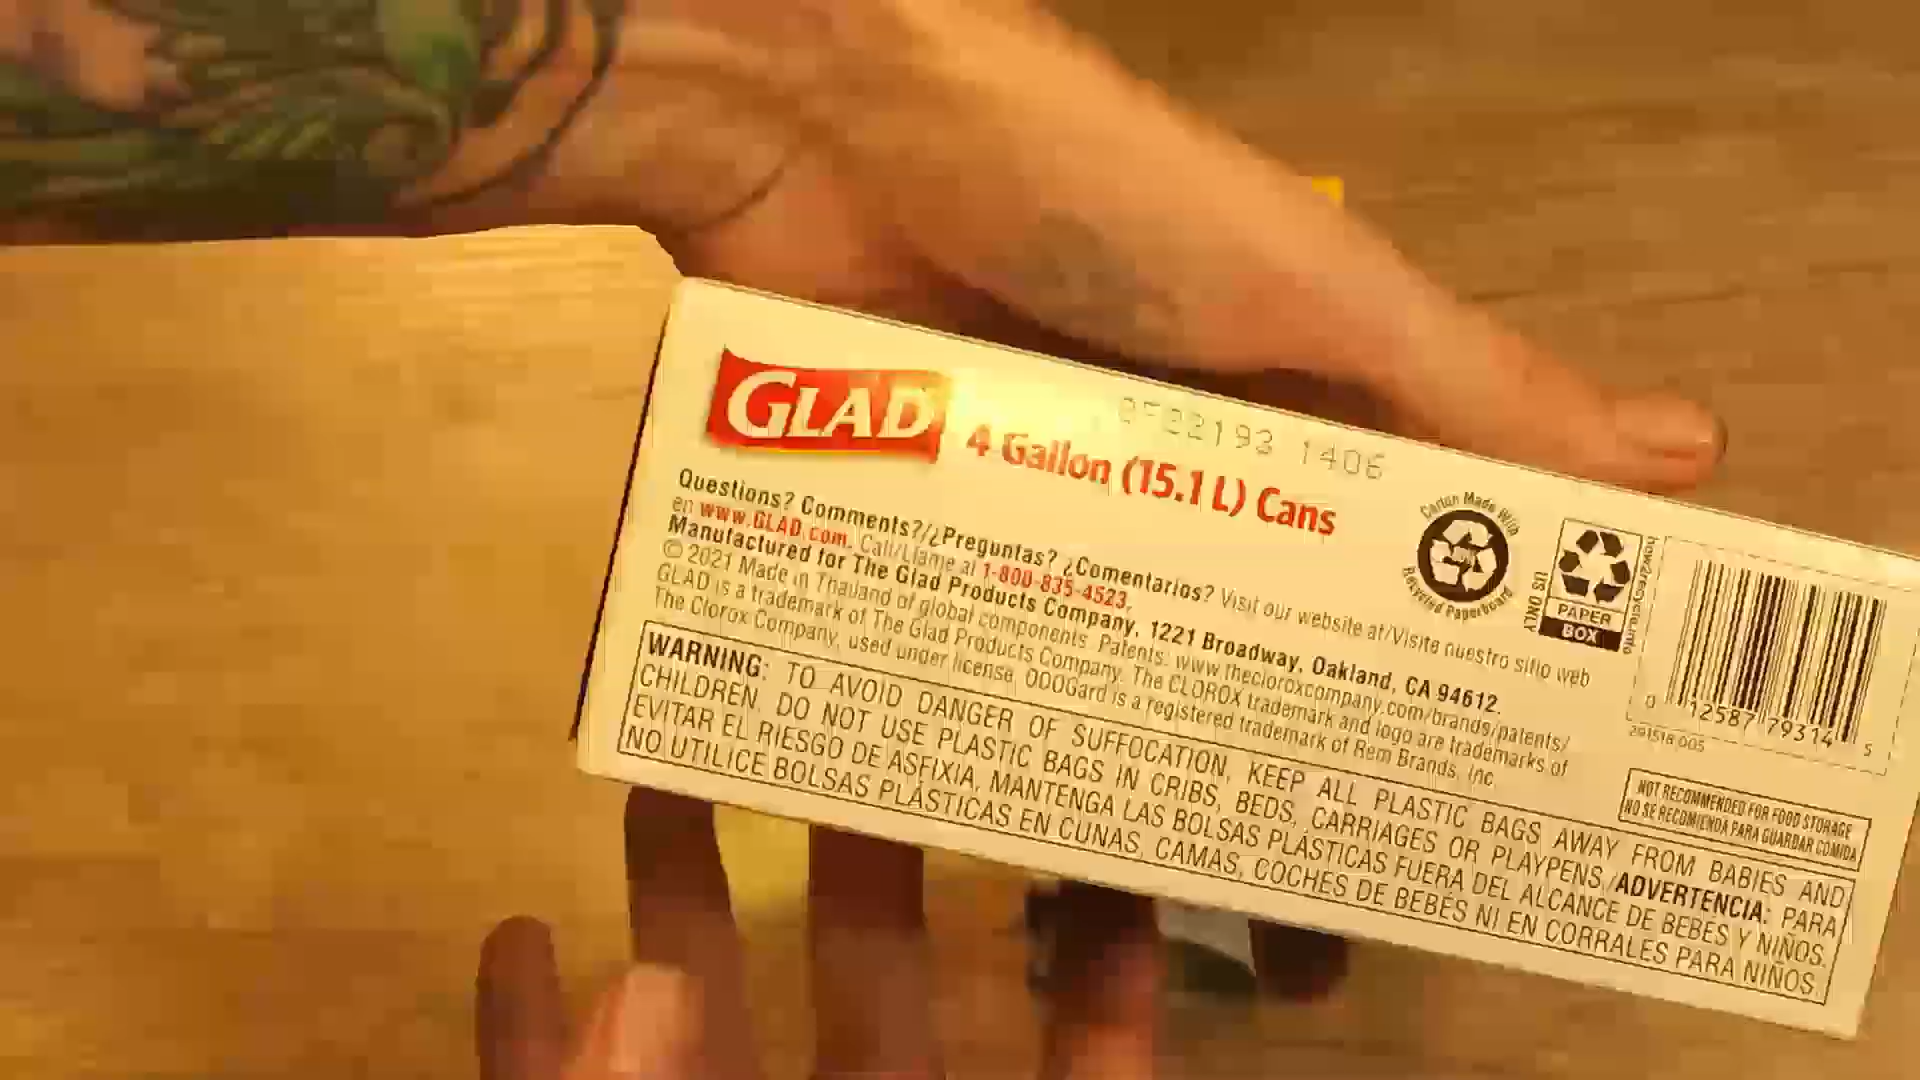 GLAD
4 Gallon (15.1 L) Cans
1406
Questions? Comments?/¿Preguntas? ¿Comentarios? Visit our website at/Visite nuestro sitio web
en www.GLAD.com. Call/Llame al 1-800-835-4523.
Manufactured for The Glad Products Company, 1221 Broadway, Oakland, CA 94612.
© 2021 Made in Thailand of global components. Patents: www.thecloroxcompany.com/brands/patents/
GLAD is a trademark of The Glad Products Company. The CLOROX trademark and logo are trademarks of
The Clorox Company, used under license. ODOGard is a registered trademark of Rem Brands, Inc.
WARNING: TO AVOID DANGER OF SUFFOCATION, KEEP ALL PLASTIC BAGS AWAY FROM BABIES AND
CHILDREN. DO NOT USE PLASTIC BAGS IN CRIBS, BEDS, CARRIAGES OR PLAYPENS./ADVERTENCIA: PARA
EVITAR EL RIESGO DE ASFIXIA, MANTENGA LAS BOLSAS PLÁSTICAS FUERA DEL ALCANCE DE BEBÉS Y NIÑOS.
NO UTILICE BOLSAS PLÁSTICAS EN CUNAS, CAMAS, COCHES DE BEBÉS NI EN CORRALES PARA NIÑOS.
Carton Made With
Recycled Paperboard
US ONLY
PAPER
BOX
how2recycle.info
0 12587 79314 5
291518.005
NOT RECOMMENDED FOR FOOD STORAGE
NO SE RECOMIENDA PARA GUARDAR COMIDA